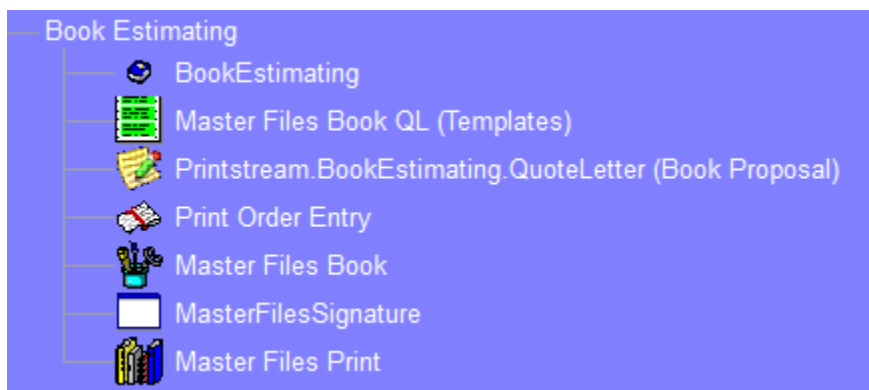 Book Estimating
BookEstimating
Master Files Book QL (Templates)
Printstream.BookEstimating.QuoteLetter (Book Proposal)
Print Order Entry
Master Files Book
MasterFilesSignature
Master Files Print